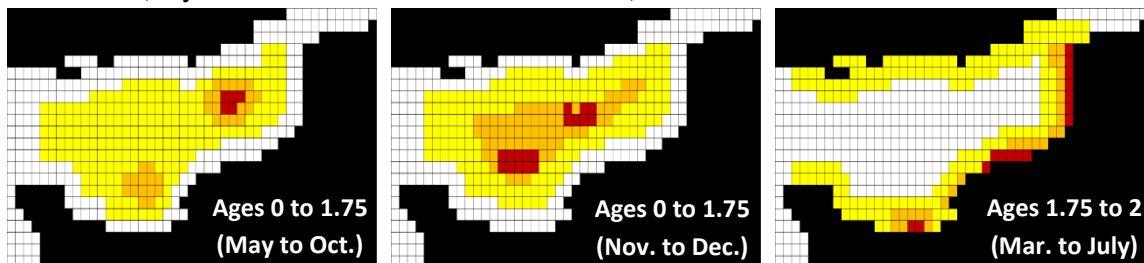 Ages 0 to 1.75
(May to Oct.)
Ages 0 to 1.75
(Nov. to Dec.)
Ages 1.75 to 2
(Mar. to July)